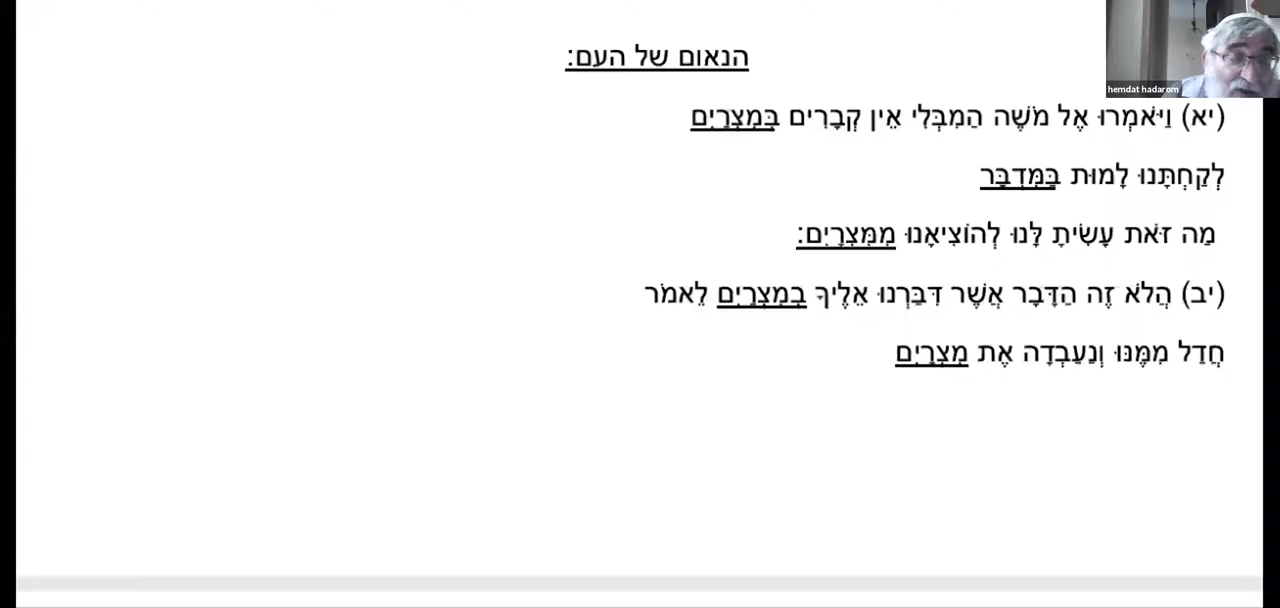 הנאום של העם:
hemdat hadarom
(יא) וַיֹּאמְרוּ אֶל מֹשֶׁה הַמִבְּלִי אֵין קְבָרִים בְּמִצְרַיִם
לְקַחְתָּנוּ לָמוּת בַּמִּדְבָּר
מַה זֹּאת עָשִׂיתָ לָּנוּ לְהוֹצִיאָנוּ מִמִּצְרָיִם:
(יב) הֲלֹא זֶה הַדָּבָר אֲשֶׁר דִּבַּרְנוּ אֵלֶיךָ בְמִצְרַיִם לֵאמֹר
חֲדַל מִמֶּנּוּ וְנַעַבְדָה אֶת מִצְרָיִם